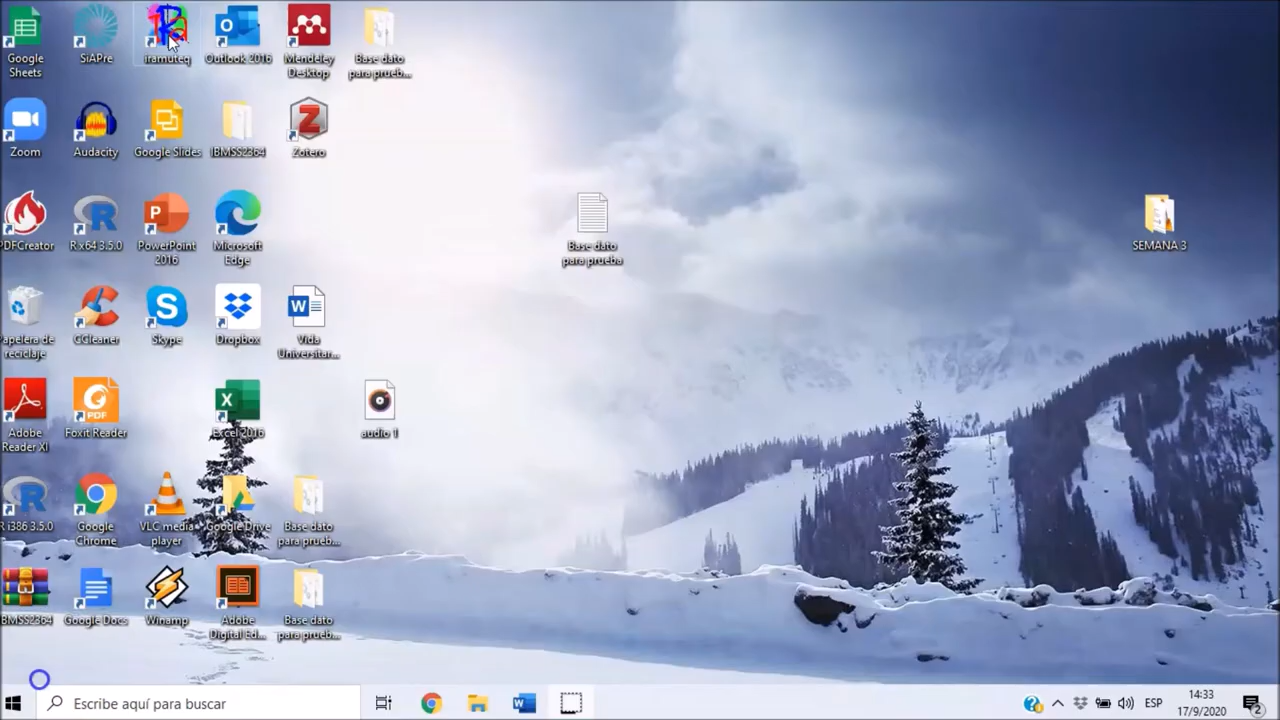 Google
Sheets
SiAPre
iramuteq
Outlook 2016
Mendeley
Desktop
Base dato
para prueb...
Zoom
Audacity
Google Slides
IBMSS2364
Zotero
PDFCreator
R x64 3.5.0
PowerPoint
2016
Microsoft
Edge
Base dato
para prueba
SEMANA 3
Papelera de
reciclaje
CCleaner
Skype
Dropbox
Vida
Universitar...
Adobe
Reader XI
Foxit Reader
Excel 2016
audio 1
R i386 3.5.0
Google
Chrome
VLC media
player
Google Drive
Base dato
para prueb...
BMSS2364
Google Docs
Winamp
Adobe
Digital Ed...
Base dato
para prueb...
Escribe aquí para buscar
ESP
14:33
17/9/2020
2